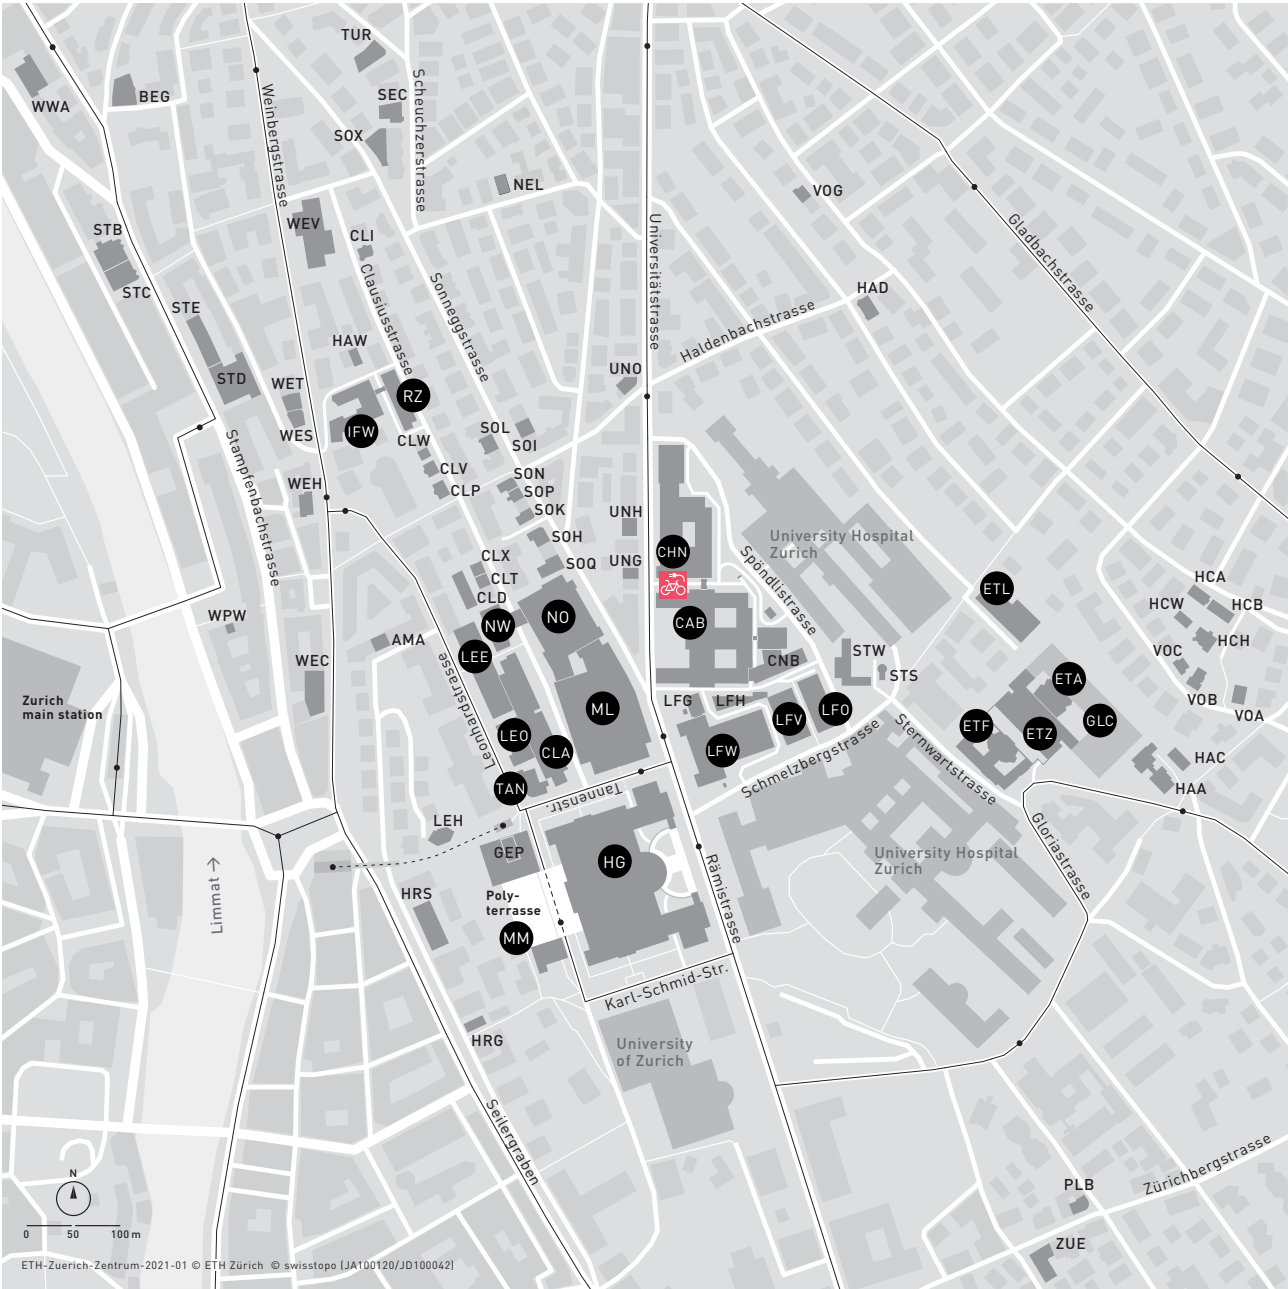 TUR
SEC
Scheuchzerstrasse
BEG
WWA
Weinbergstrasse
SOX
NEL
VOG
WEV
CLI
STB
STC
STE
Universitätstrasse
Gladbachstrasse
Clausiusstrasse
Sonneggstrasse
HAD
Haldenbachstrasse
HAW
STD
WET
WES
UNO
RZ
IFW
CLW
SOL
SOI
CLV
CLP
SON
SOP
SOK
WEH
Stampfenbachstrasse
UNH
SOH
SOQ
UNG
CHN
University Hospital
Zurich
Spöndlistrasse
CLX
CLT
CLD
ETL
HCA
HCB
HCW
HCH
WPW
AMA
NW
NO
LEE
CAB
CNB
STW
STS
VOC
VOB
VOA
WEC
Leonhardstrasse
ML
LFG
LFH
LFV
LFO
ETA
GLC
ETF
ETZ
Zurich
main station
LEO
CLA
LFW
Schmelzbergstrasse
Sternwartstrasse
HAC
HAA
TAN
Tannenstr.
LEH
GEP
HG
Rämistrasse
University Hospital
Zurich
Gloriastrasse
Limmat →
HRS
Poly-
terrasse
MM
Karl-Schmid-Str.
HRG
University
of Zurich
Seilergraben
Zürichbergstrasse
PLB
ZUE
N
0 50 100 m
ETH-Zuerich-Zentrum-2021-01 © ETH Zürich © swisstopo (JA100120/JD100042)